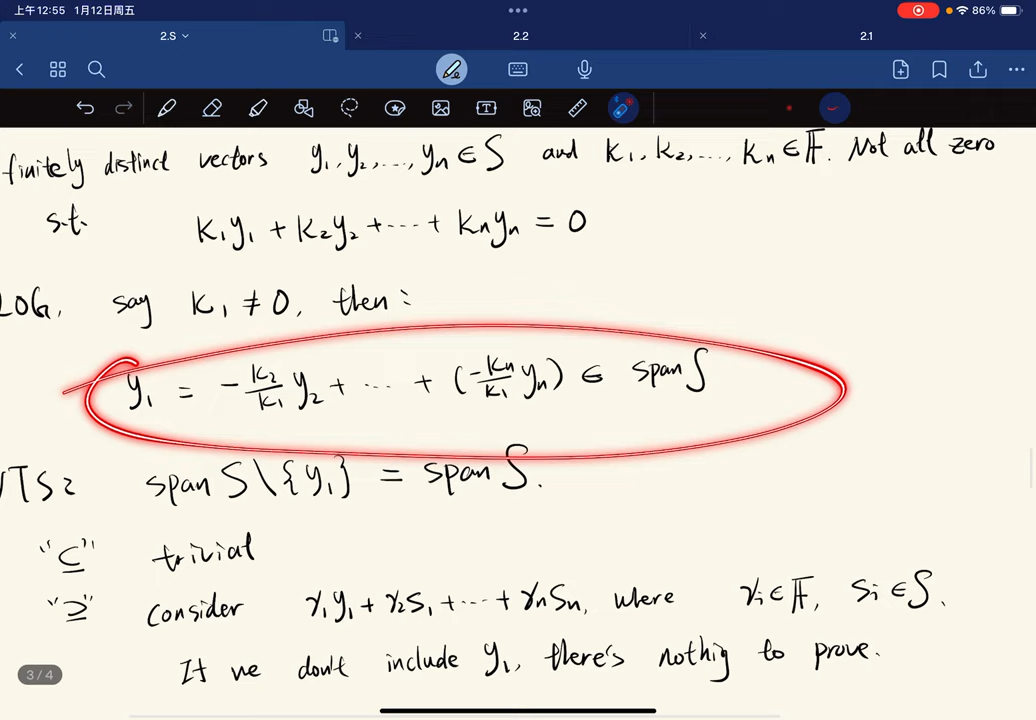 上午12:55 1月12日周五
86%
2.S
2.2
2.1
finitely distinct vectors y₁, y₂, ..., yₙ ∈ S and k₁, k₂, ..., kₙ ∈ 𝔽. Not all zero
s.t. k₁y₁ + k₂y₂ + ··· + kₙyₙ = 0
LOG, say k₁ ≠ 0, then:
y₁ = -k₂/k₁ y₂ + ··· + (-kₙ/k₁ yₙ) ∈ span S
WTS: span S\{y₁} = span S.
"⊆" trivial
"⊇" consider γ₁y₁ + γ₂s₁ + ··· + γₙsₙ, where γᵢ ∈ 𝔽, sᵢ ∈ S.
If we don't include y₁, there's nothig to prove.
3/4